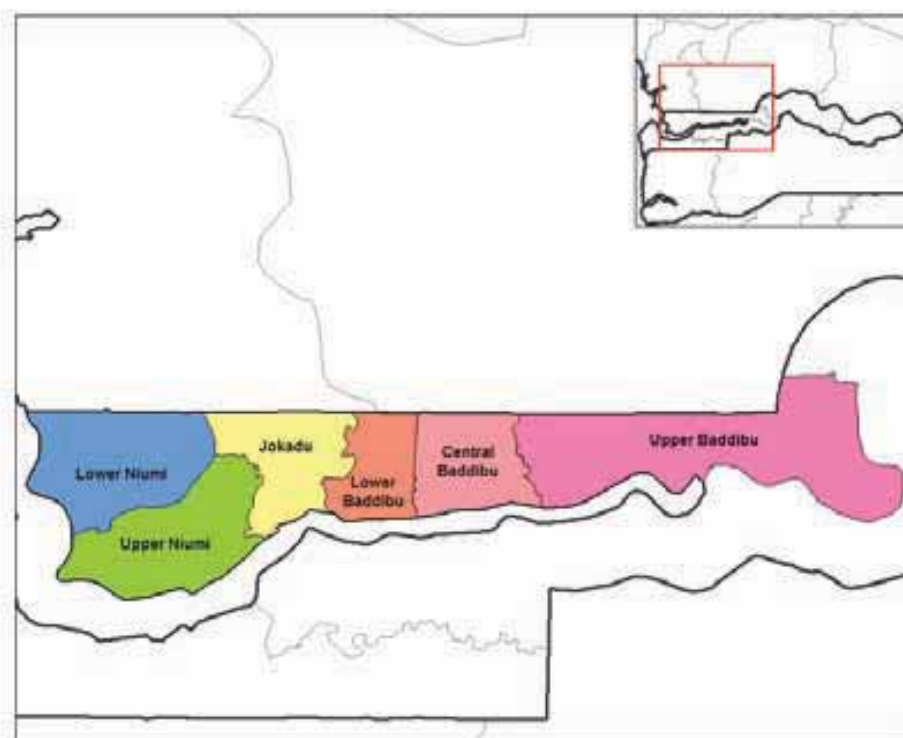 Lower Niumi
Upper Niumi
Jokadu
Lower
Baddibu
Central
Baddibu
Upper Baddibu